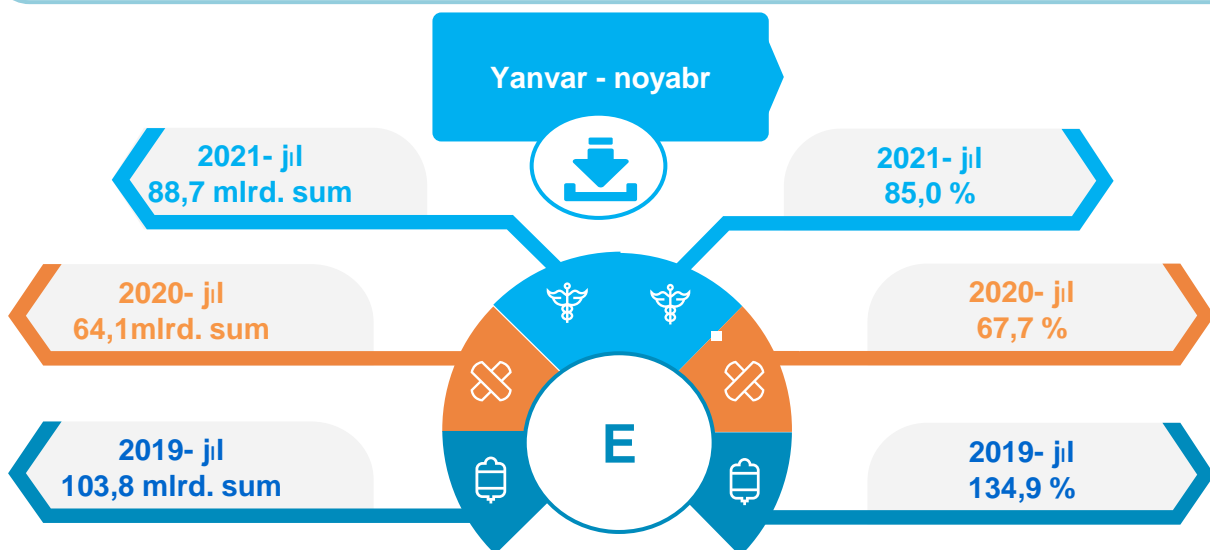 Yanvar - noyabr
2021- jıl
88,7 mlrd. sum
2021- jıl
85,0 %
2020- jıl
64,1mlrd. sum
2020- jıl
67,7 %
E
2019- jıl
103,8 mlrd. sum
2019- jıl
134,9 %